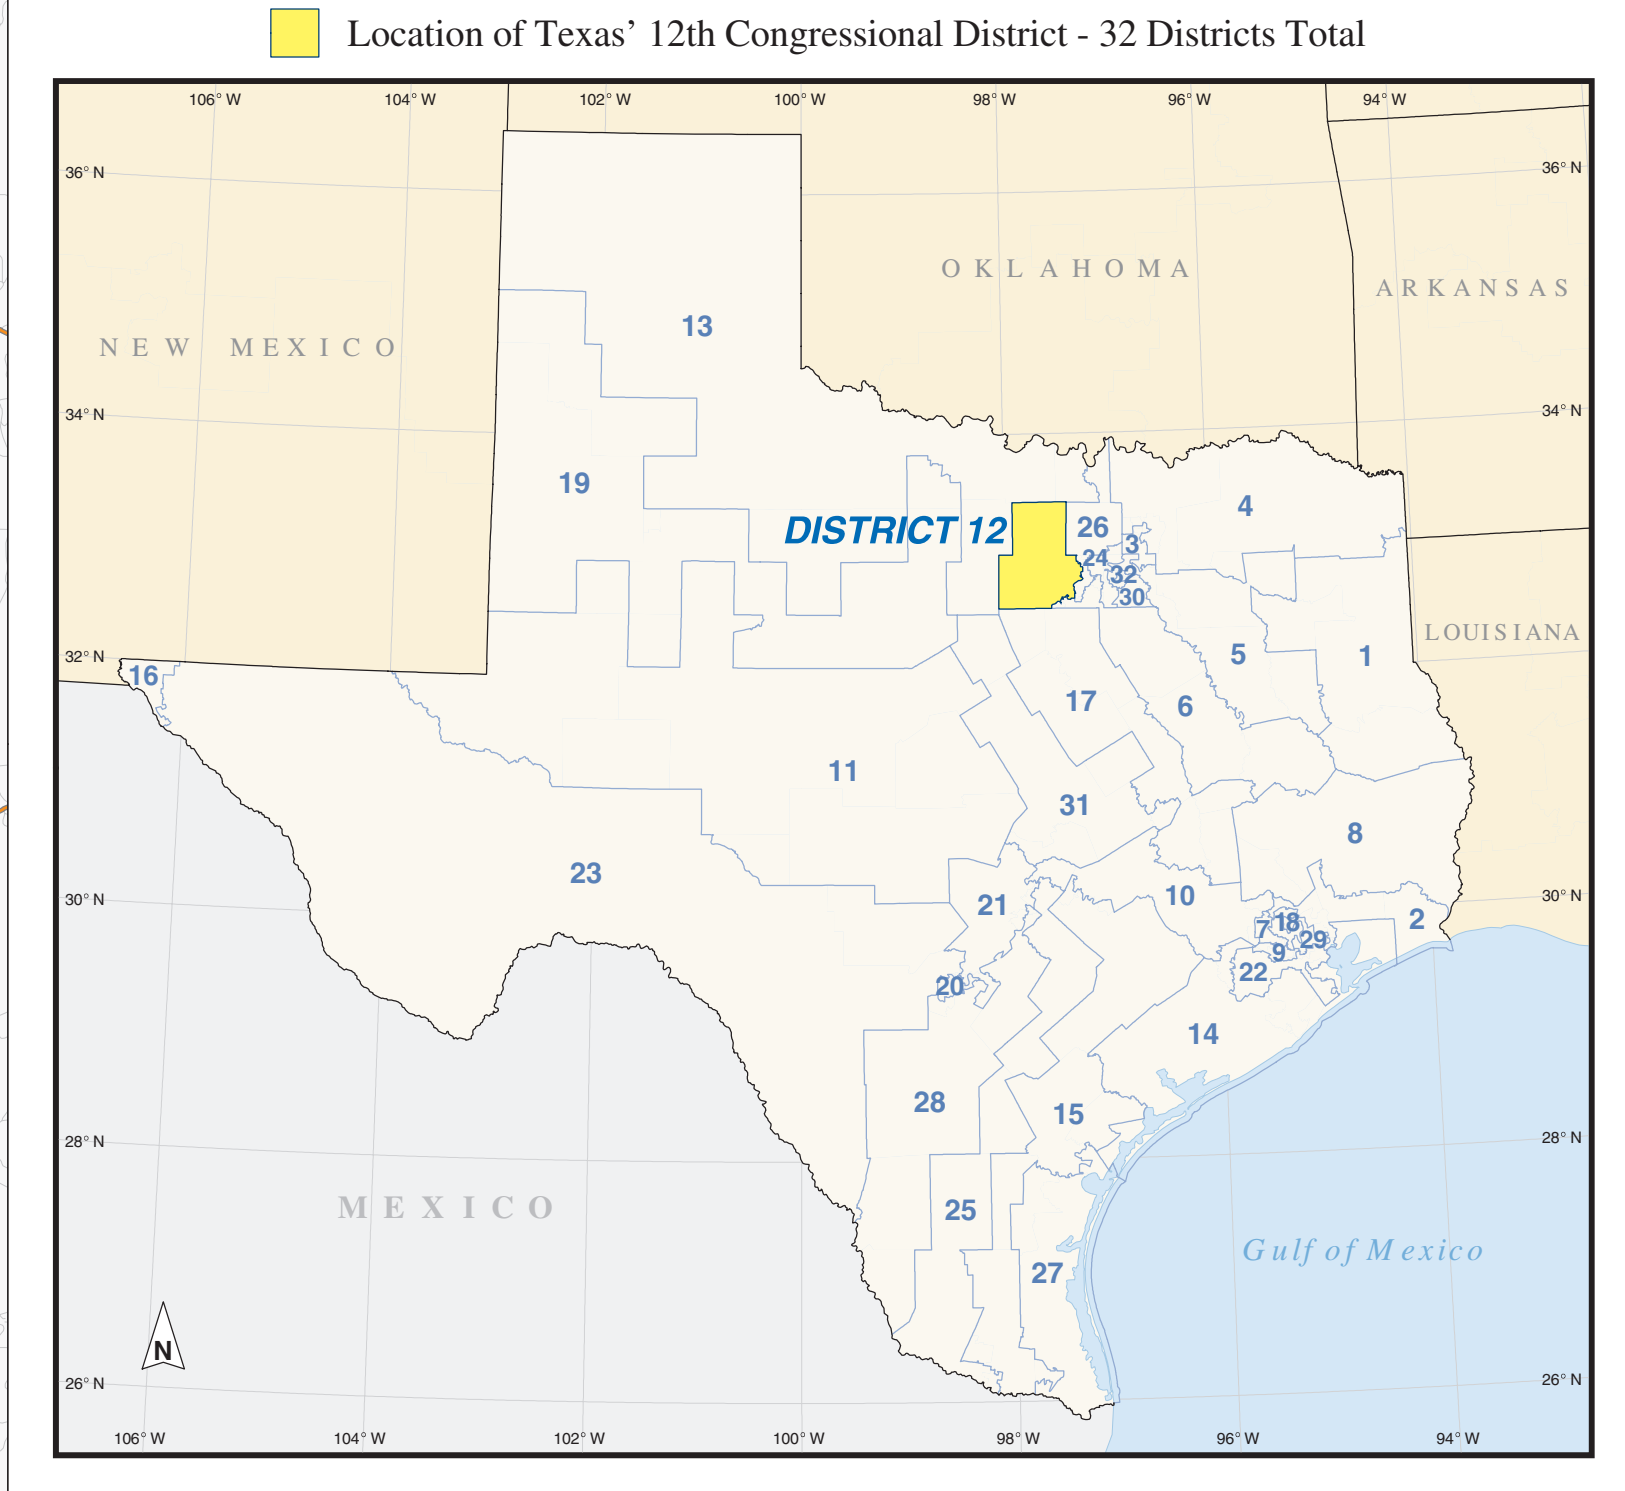 Location of Texas’ 12th Congressional District - 32 Districts Total
106° W 104° W 102° W 100° W 98° W 96° W 94° W
36° N 36° N
OKLAHOMA
ARKANSAS
13
NEW MEXICO
34° N 34° N
19
4
DISTRICT 12
26
3
24
32
30
LOUISIANA
32° N
5
1
16
17
6
11
31
8
23
30° N 30° N
10
21
2
18
7
29
9
22
20
14
28
15
28° N 28° N
MEXICO
25
Gulf of Mexico
27
N
26° N 26° N
106° W 104° W 102° W 100° W 98° W 96° W 94° W